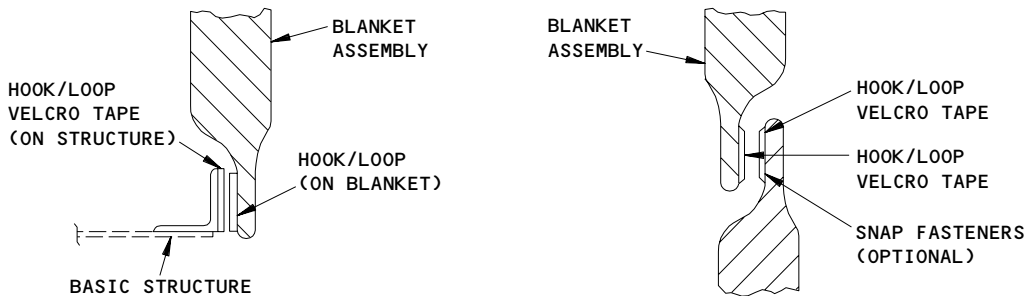 BLANKET
ASSEMBLY
HOOK/LOOP
VELCRO TAPE
(ON STRUCTURE)
HOOK/LOOP
(ON BLANKET)
BASIC STRUCTURE
BLANKET
ASSEMBLY
HOOK/LOOP
VELCRO TAPE
HOOK/LOOP
VELCRO TAPE
SNAP FASTENERS
(OPTIONAL)